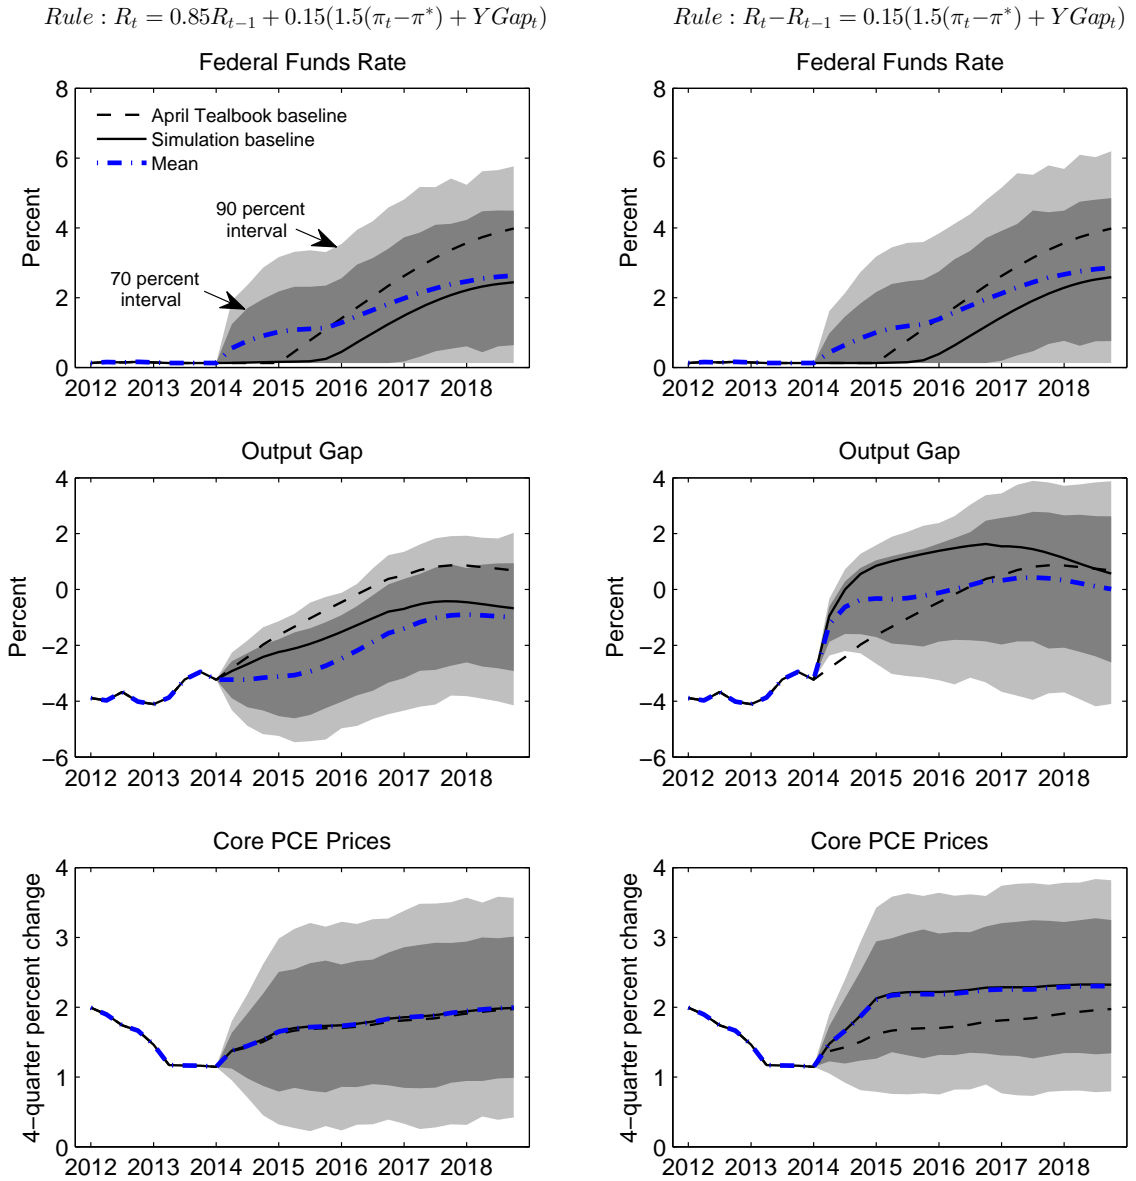 Rule : R_t = 0.85R_{t−1} + 0.15(1.5(π_t−π*) + Y Gap_t)
Rule : R_t−R_{t−1} = 0.15(1.5(π_t−π*) + Y Gap_t)
Federal Funds Rate
Percent
8
6
4
2
0
April Tealbook baseline
Simulation baseline
Mean
90 percent
interval
70 percent
interval
2012 2013 2014 2015 2016 2017 2018
Federal Funds Rate
Percent
8
6
4
2
0
2012 2013 2014 2015 2016 2017 2018
Output Gap
Percent
4
2
0
−2
−4
−6
2012 2013 2014 2015 2016 2017 2018
Output Gap
Percent
4
2
0
−2
−4
−6
2012 2013 2014 2015 2016 2017 2018
Core PCE Prices
4−quarter percent change
4
3
2
1
0
2012 2013 2014 2015 2016 2017 2018
Core PCE Prices
4−quarter percent change
4
3
2
1
0
2012 2013 2014 2015 2016 2017 2018